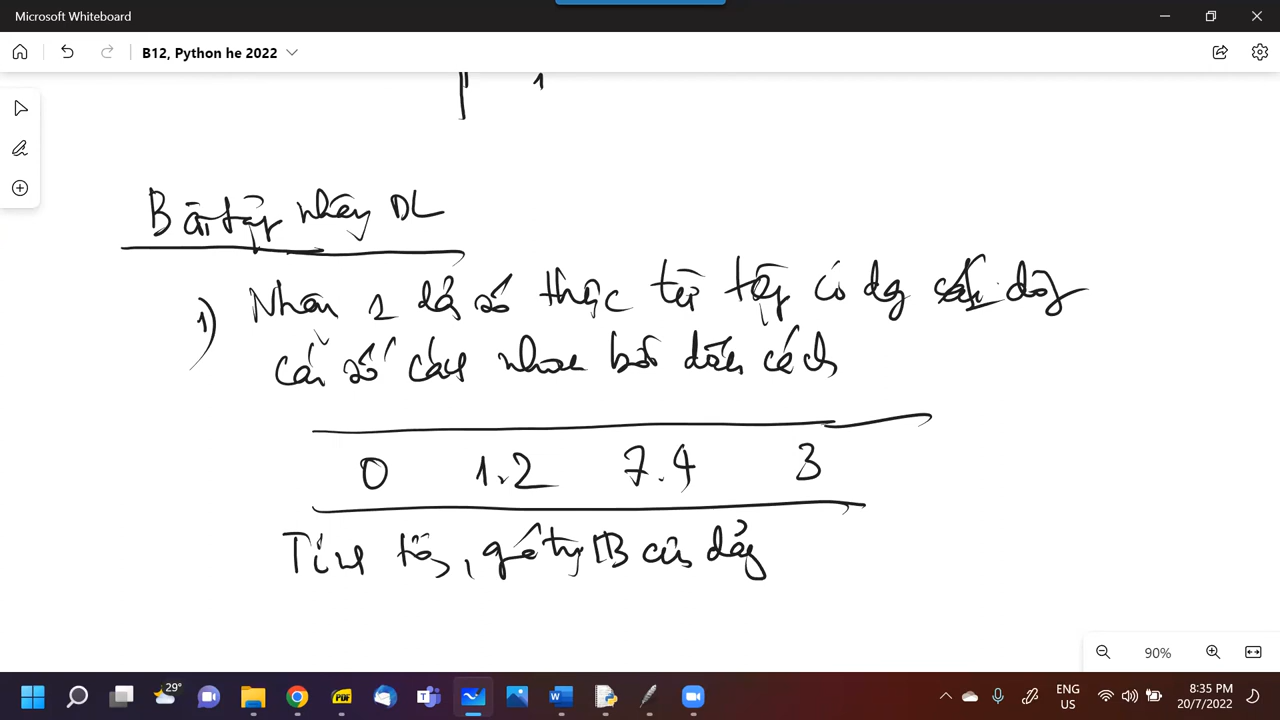 Microsoft Whiteboard
B12, Python he 2022
Bài tập nhập DL
1) Nhập 1 dãy số thực từ tệp có dạng dòng
các số cách nhau bởi dấu cách
0 1.2 7.4 3
Tính tổng, giá trị TB của dãy
90%
29°
ENG
US
8:35 PM
20/7/2022